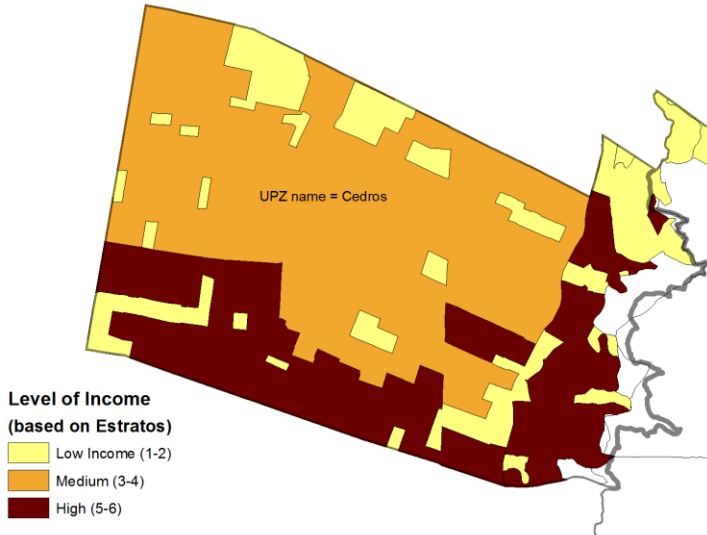 UPZ name = Cedros
Level of Income
(based on Estratos)
Low Income (1-2)
Medium (3-4)
High (5-6)